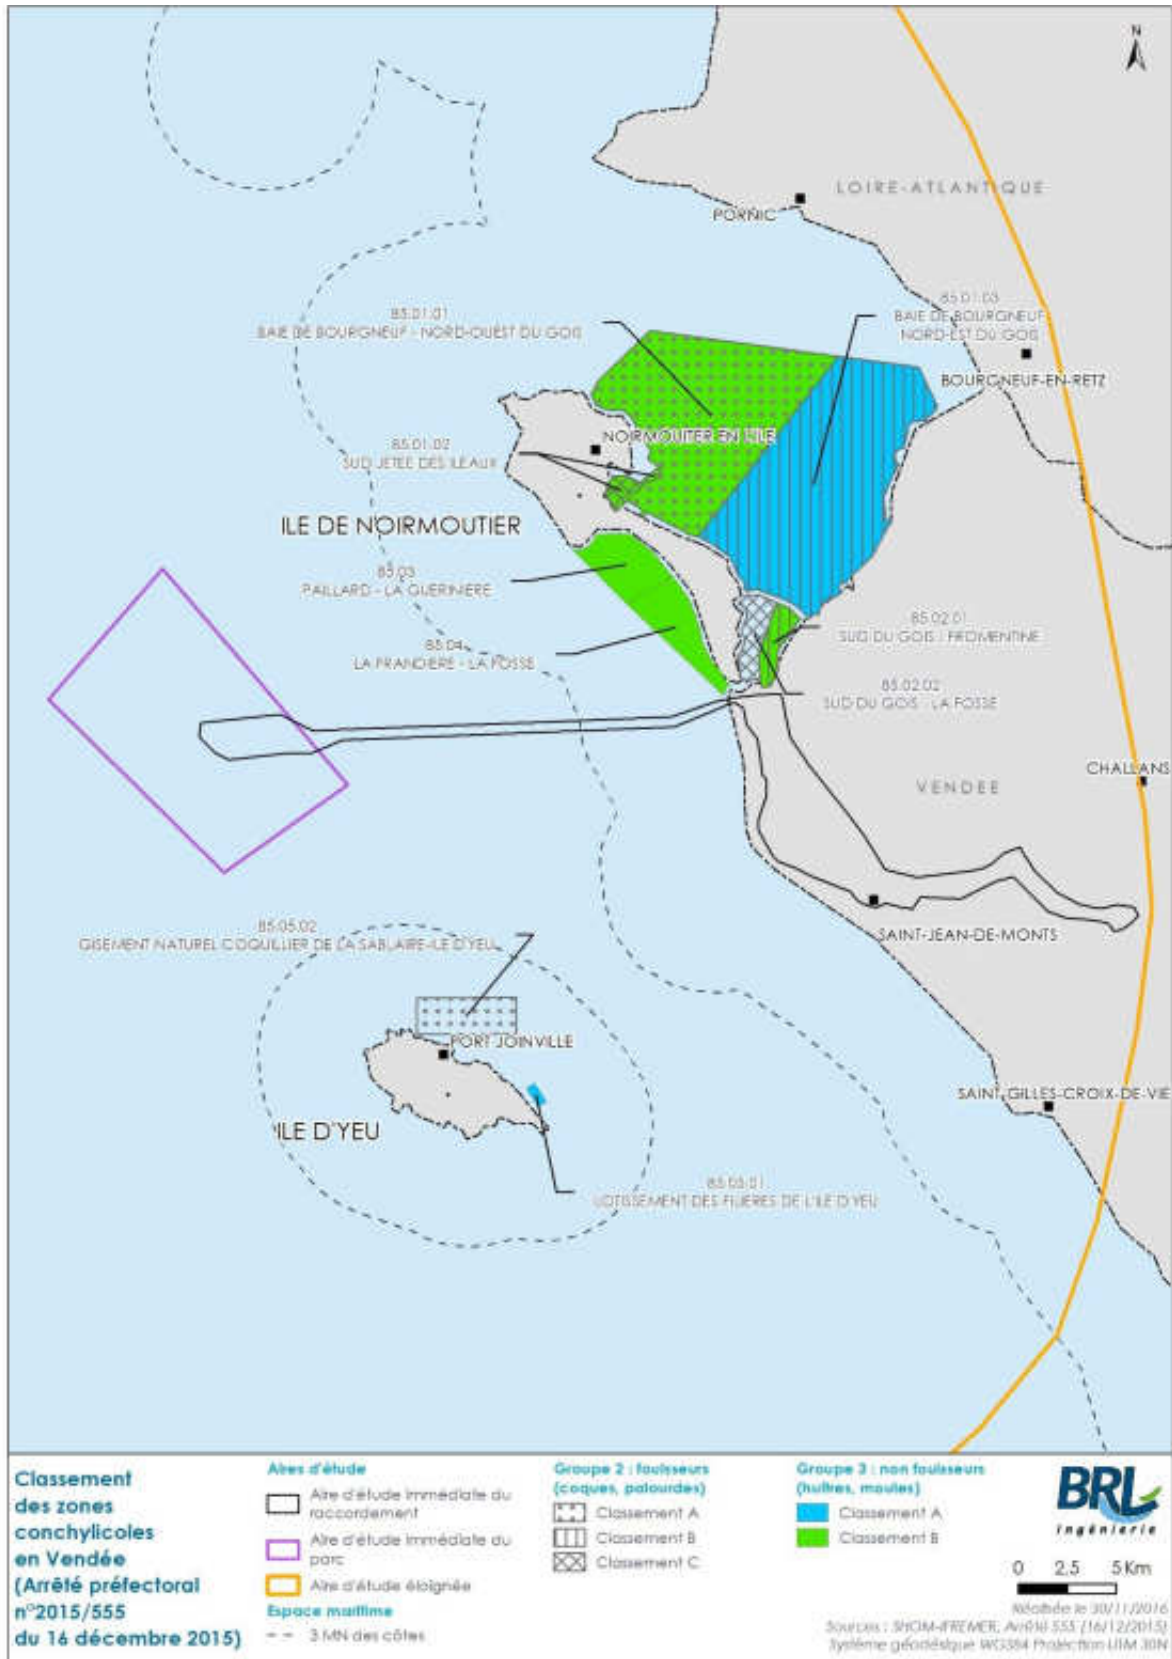 N
LOIRE-ATLANTIQUE
PORNIC
85.01.01
BAIE DE BOURGNEUF - NORD-OUEST DU GOIS
85.01.03
BAIE DE BOURGNEUF
NORD-EST DU GOIS
BOURGNEUF-EN-RETZ
NOIRMOUTIER EN L'ILE
85.01.02
SUD JETEE DES ILEAUX
ILE DE NOIRMOUTIER
85.03
PAILLARD - LA GUERINIERE
85.02.01
SUD DU GOIS : FROMENTINE
85.04
LA FRANDIERE - LA FOSSE
85.02.02
SUD DU GOIS - LA FOSSE
CHALLANS
VENDEE
85.05.02
GISEMENT NATUREL COQUILLIER DE LA SABLAIRE-ILE D'YEU
SAINT-JEAN-DE-MONTS
PORT JOINVILLE
SAINT-GILLES-CROIX-DE-VIE
ILE D'YEU
85.05.01
LOTISSEMENT DES FILIERES DE L'ILE D'YEU
Classement
des zones
conchylicoles
en Vendée
(Arrêté préfectoral
n°2015/555
du 16 décembre 2015)
Aires d'étude
Aire d'étude immédiate du
raccordement
Aire d'étude immédiate du
parc
Aire d'étude éloignée
Espace maritime
3 MN des côtes
Groupe 2 : fouisseurs
(coques, palourdes)
Classement A
Classement B
Classement C
Groupe 3 : non fouisseurs
(huîtres, moules)
Classement A
Classement B
BRL
Ingénierie
0 2,5 5 Km
Réalisée le 30/11/2016
Sources : SHOM-IFREMER, Arrêté 555 (16/12/2015)
Système géodésique WGS84 Projection UTM 30N